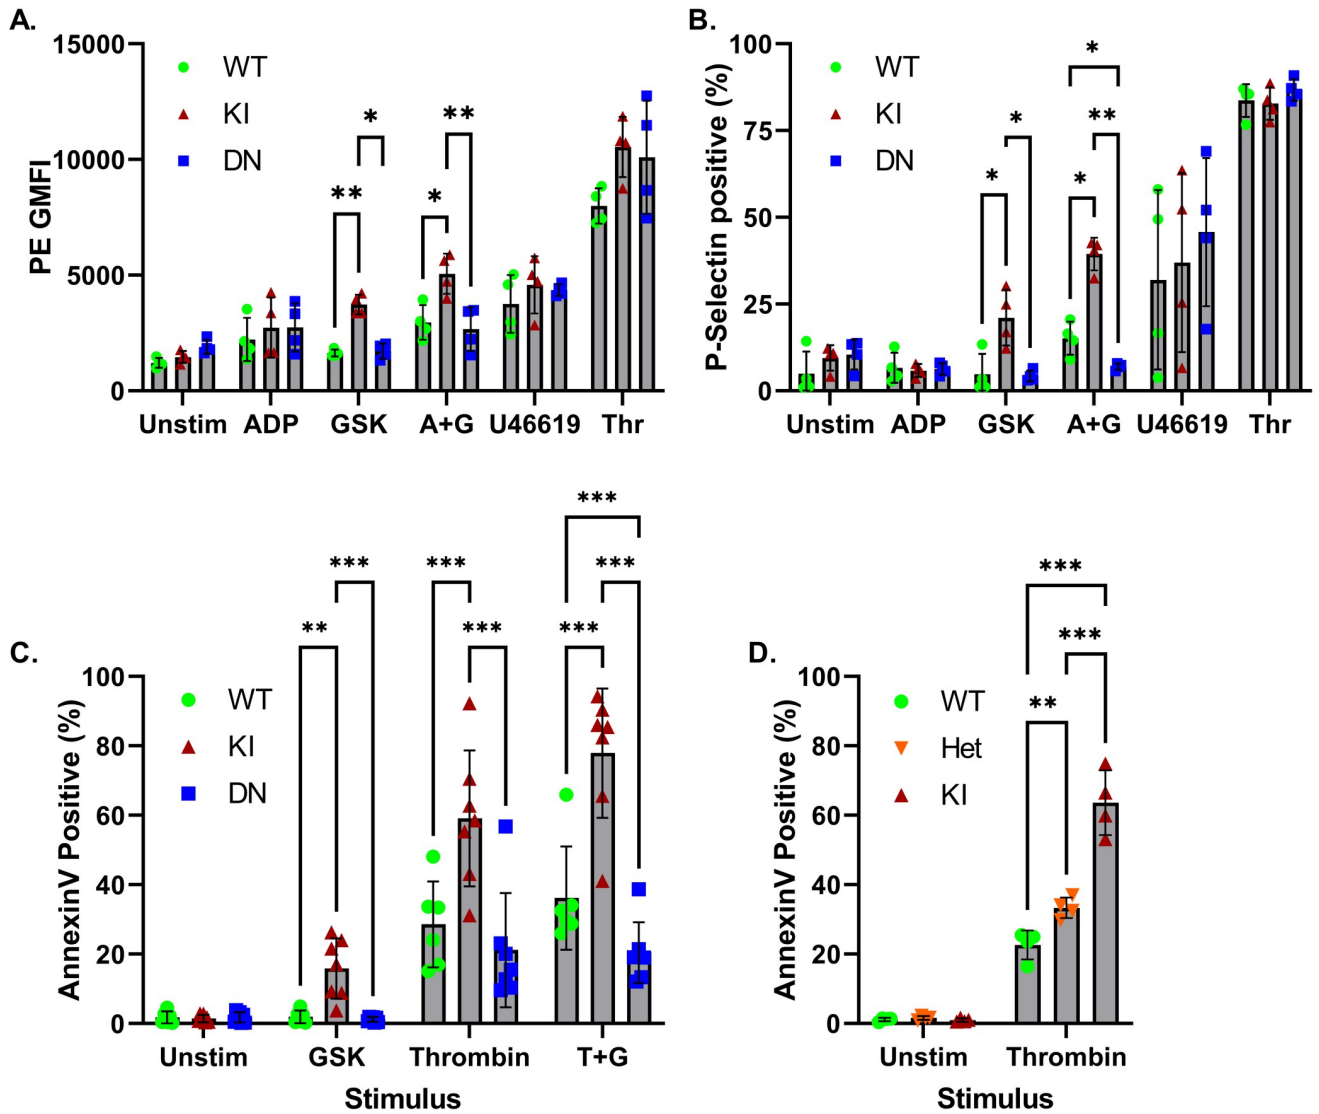 A.
PE GMFI
15000
10000
5000
0
WT
KI
DN
**
*
*
**
Unstim ADP GSK A+G U46619 Thr
B.
P-Selectin positive (%)
100
75
50
25
0
WT
KI
DN
*
*
*
**
*
Unstim ADP GSK A+G U46619 Thr
C.
AnnexinV Positive (%)
100
80
60
40
20
0
WT
KI
DN
**
***
***
***
***
***
***
Unstim GSK Thrombin T+G
Stimulus
D.
AnnexinV Positive (%)
100
80
60
40
20
0
WT
Het
KI
***
***
**
Unstim Thrombin
Stimulus